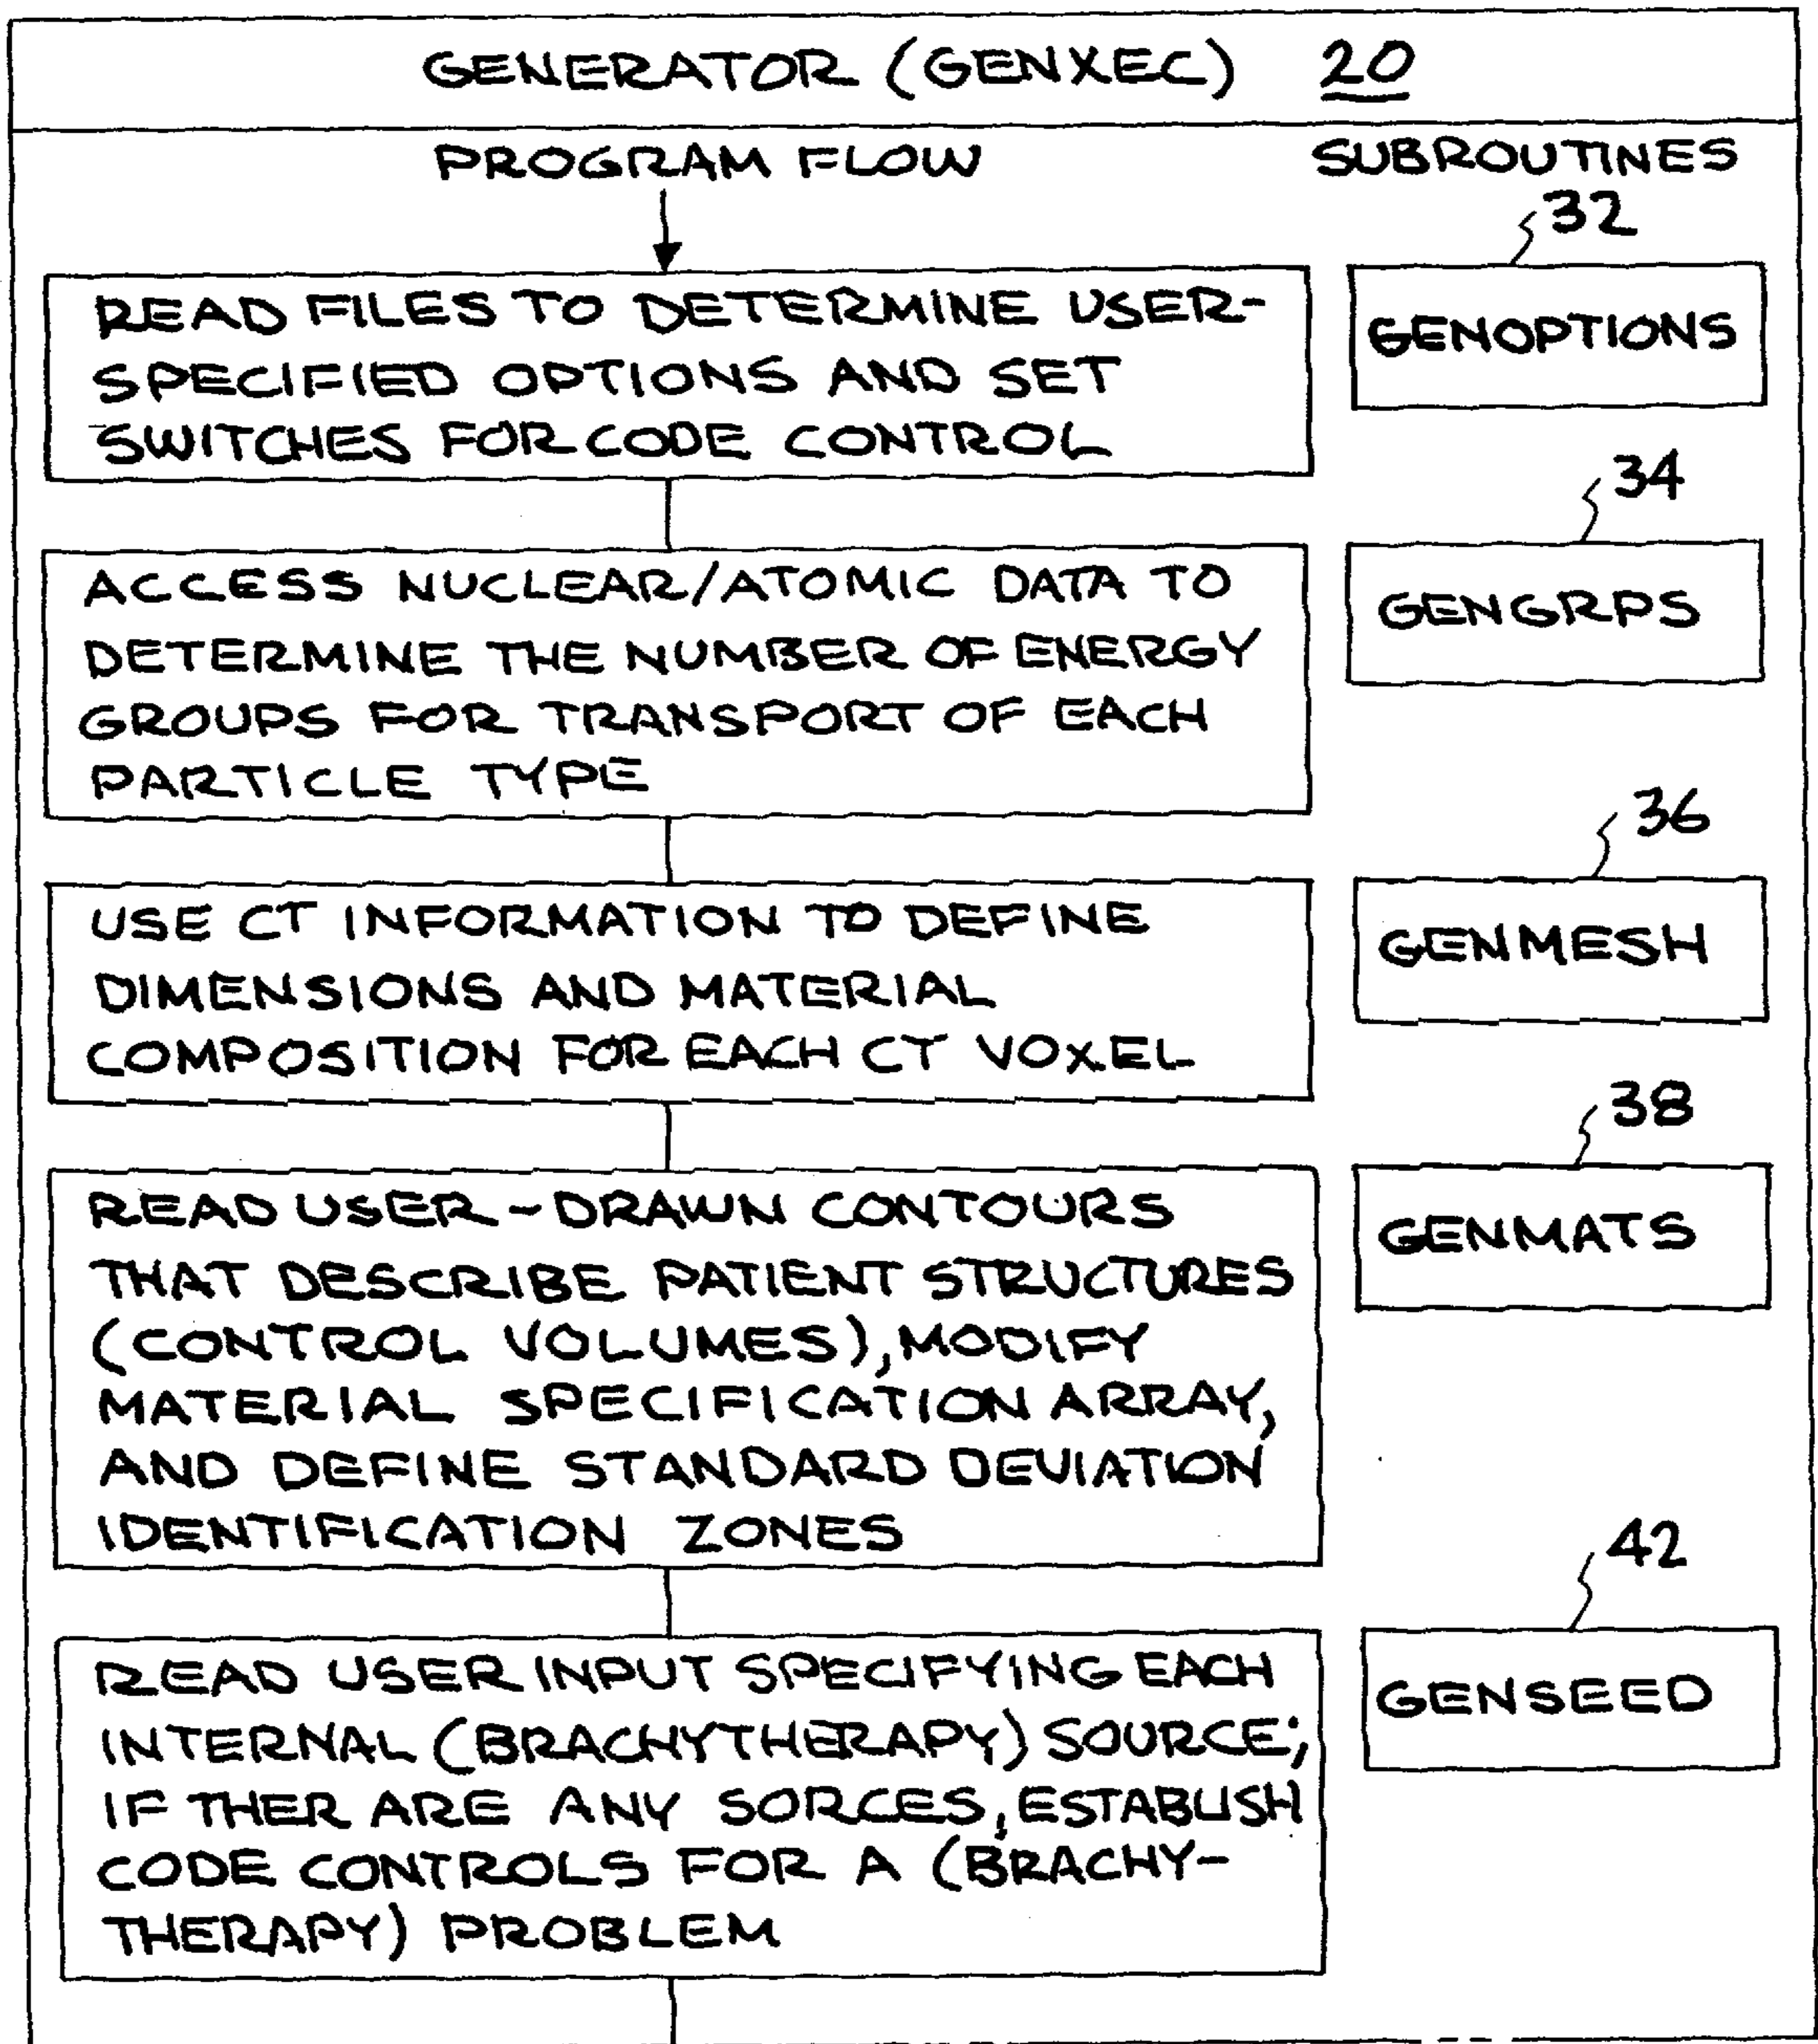 GENERATOR (GENXEC) 20
PROGRAM FLOW
SUBROUTINES
32
READ FILES TO DETERMINE USER-
SPECIFIED OPTIONS AND SET
SWITCHES FOR CODE CONTROL
GENOPTIONS
34
ACCESS NUCLEAR/ATOMIC DATA TO
DETERMINE THE NUMBER OF ENERGY
GROUPS FOR TRANSPORT OF EACH
PARTICLE TYPE
GENGRPS
36
USE CT INFORMATION TO DEFINE
DIMENSIONS AND MATERIAL
COMPOSITION FOR EACH CT VOXEL
GENMESH
38
READ USER-DRAWN CONTOURS
THAT DESCRIBE PATIENT STRUCTURES
(CONTROL VOLUMES), MODIFY
MATERIAL SPECIFICATION ARRAY,
AND DEFINE STANDARD DEVIATION
IDENTIFICATION ZONES
GENMATS
42
READ USER INPUT SPECIFYING EACH
INTERNAL (BRACHYTHERAPY) SOURCE;
IF THER ARE ANY SORCES, ESTABLISH
CODE CONTROLS FOR A (BRACHY-
THERAPY) PROBLEM
GENSEED